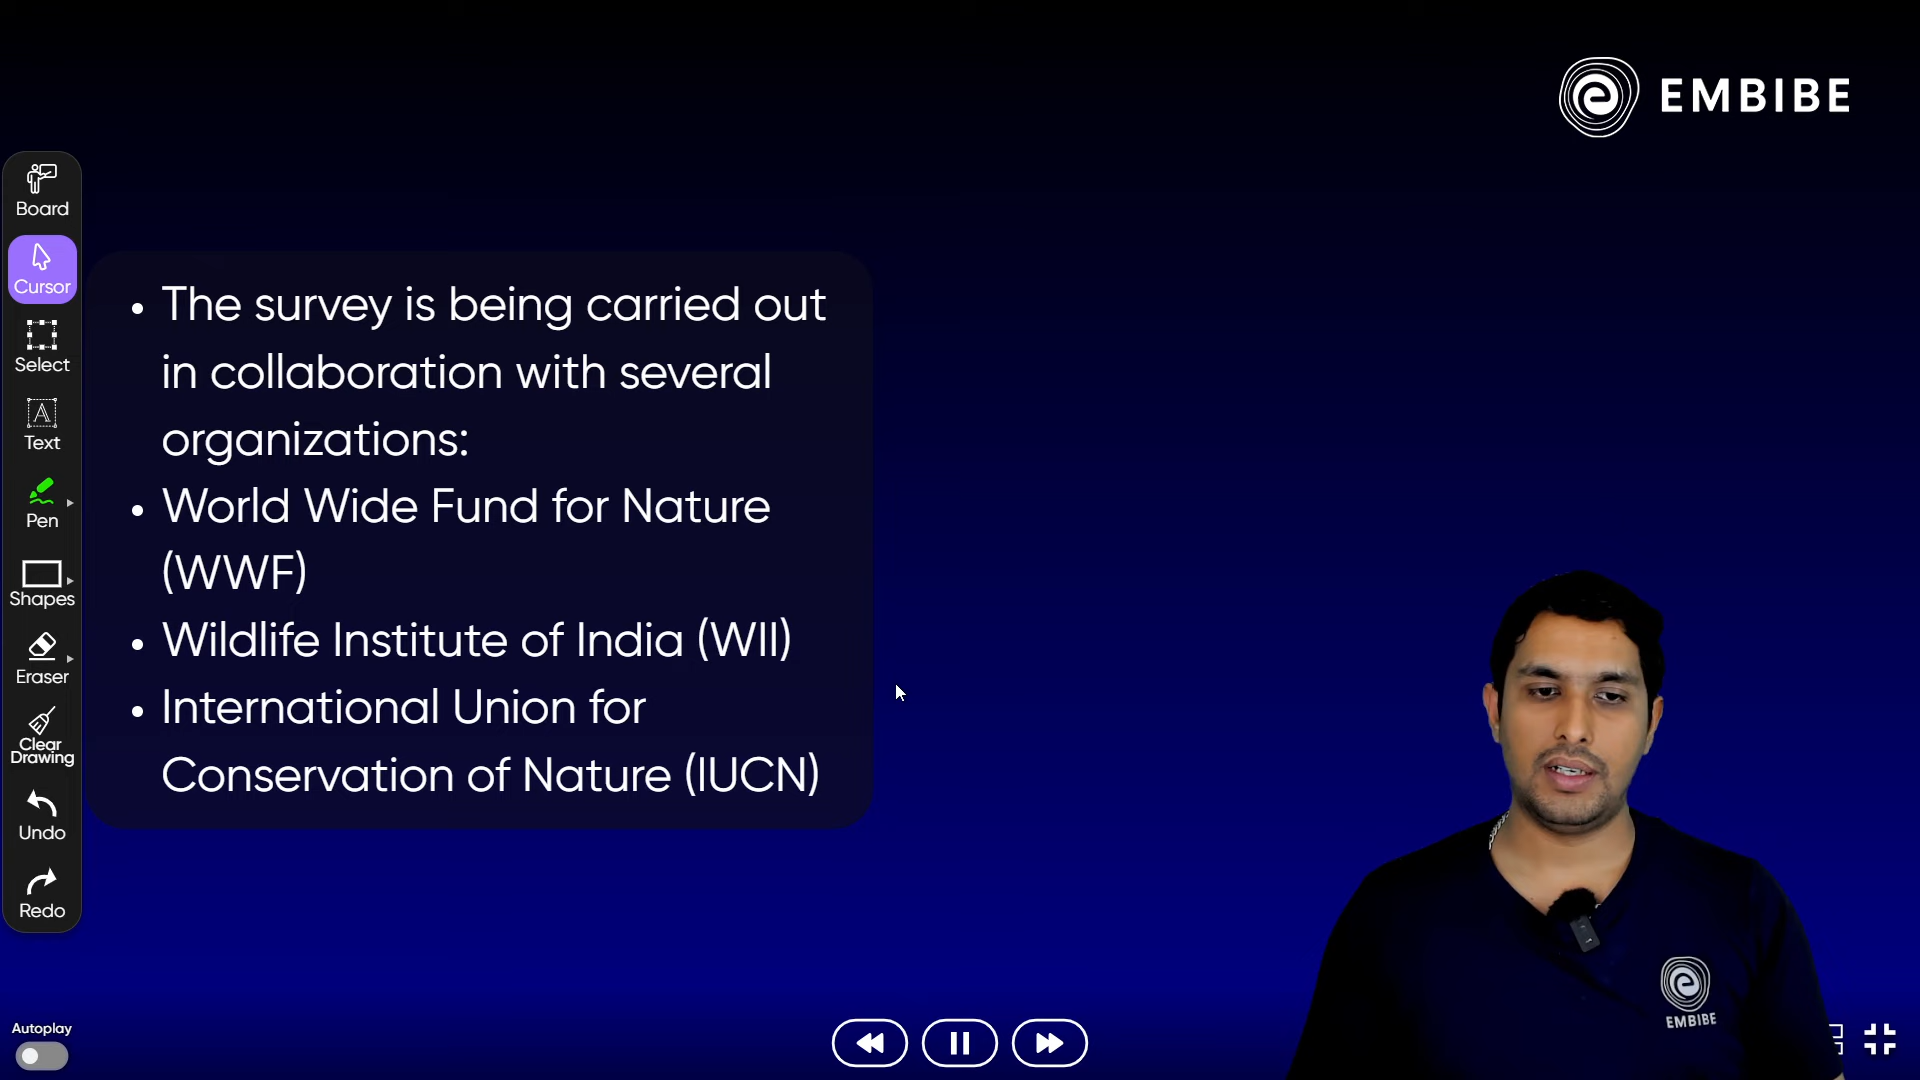 EMBIBE
Board
Cursor
Select
Text
Pen
Shapes
Eraser
Clear
Drawing
Undo
Redo
• The survey is being carried out
in collaboration with several
organizations:
• World Wide Fund for Nature
(WWF)
• Wildlife Institute of India (WII)
• International Union for
Conservation of Nature (IUCN)
EMBIBE
Autoplay